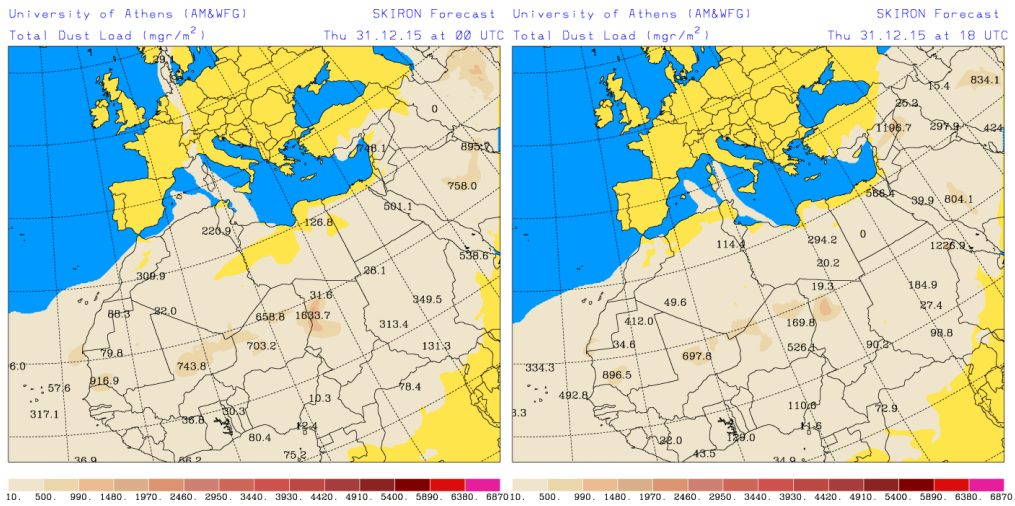 University of Athens (AM&WFG) SKIRON Forecast
Total Dust Load (mgr/m²) Thu 31.12.15 at 00 UTC
0
895.7
748.1
758.0
501.1
126.8
220.9
538.6
28.1
309.9
31.6
349.5
88.3 22.0 658.8 1633.7
313.4
703.2 131.3
79.8
6.0 743.8
57.6 916.9 78.4
10.3
317.1 30.3
36.8 12.4
80.4
75.2
36.9 56.2
10. 500. 990. 1480. 1970. 2460. 2950. 3440. 3930. 4420. 4910. 5400. 5890. 6380. 6870
University of Athens (AM&WFG) SKIRON Forecast
Total Dust Load (mgr/m²) Thu 31.12.15 at 18 UTC
834.1
15.4
25.2
1196.7 297.9 424
566.4 39.9 804.1
0
114.4 294.2 1226.9
20.2
19.3 184.9
49.6 27.4
412.0 169.8
98.8
34.6 526.1 90.2
697.8
334.3 896.5
492.8
3.3 110.6 72.9
11.6
22.0 129.0
43.5 34.9
10. 500. 990. 1480. 1970. 2460. 2950. 3440. 3930. 4420. 4910. 5400. 5890. 6380. 6870